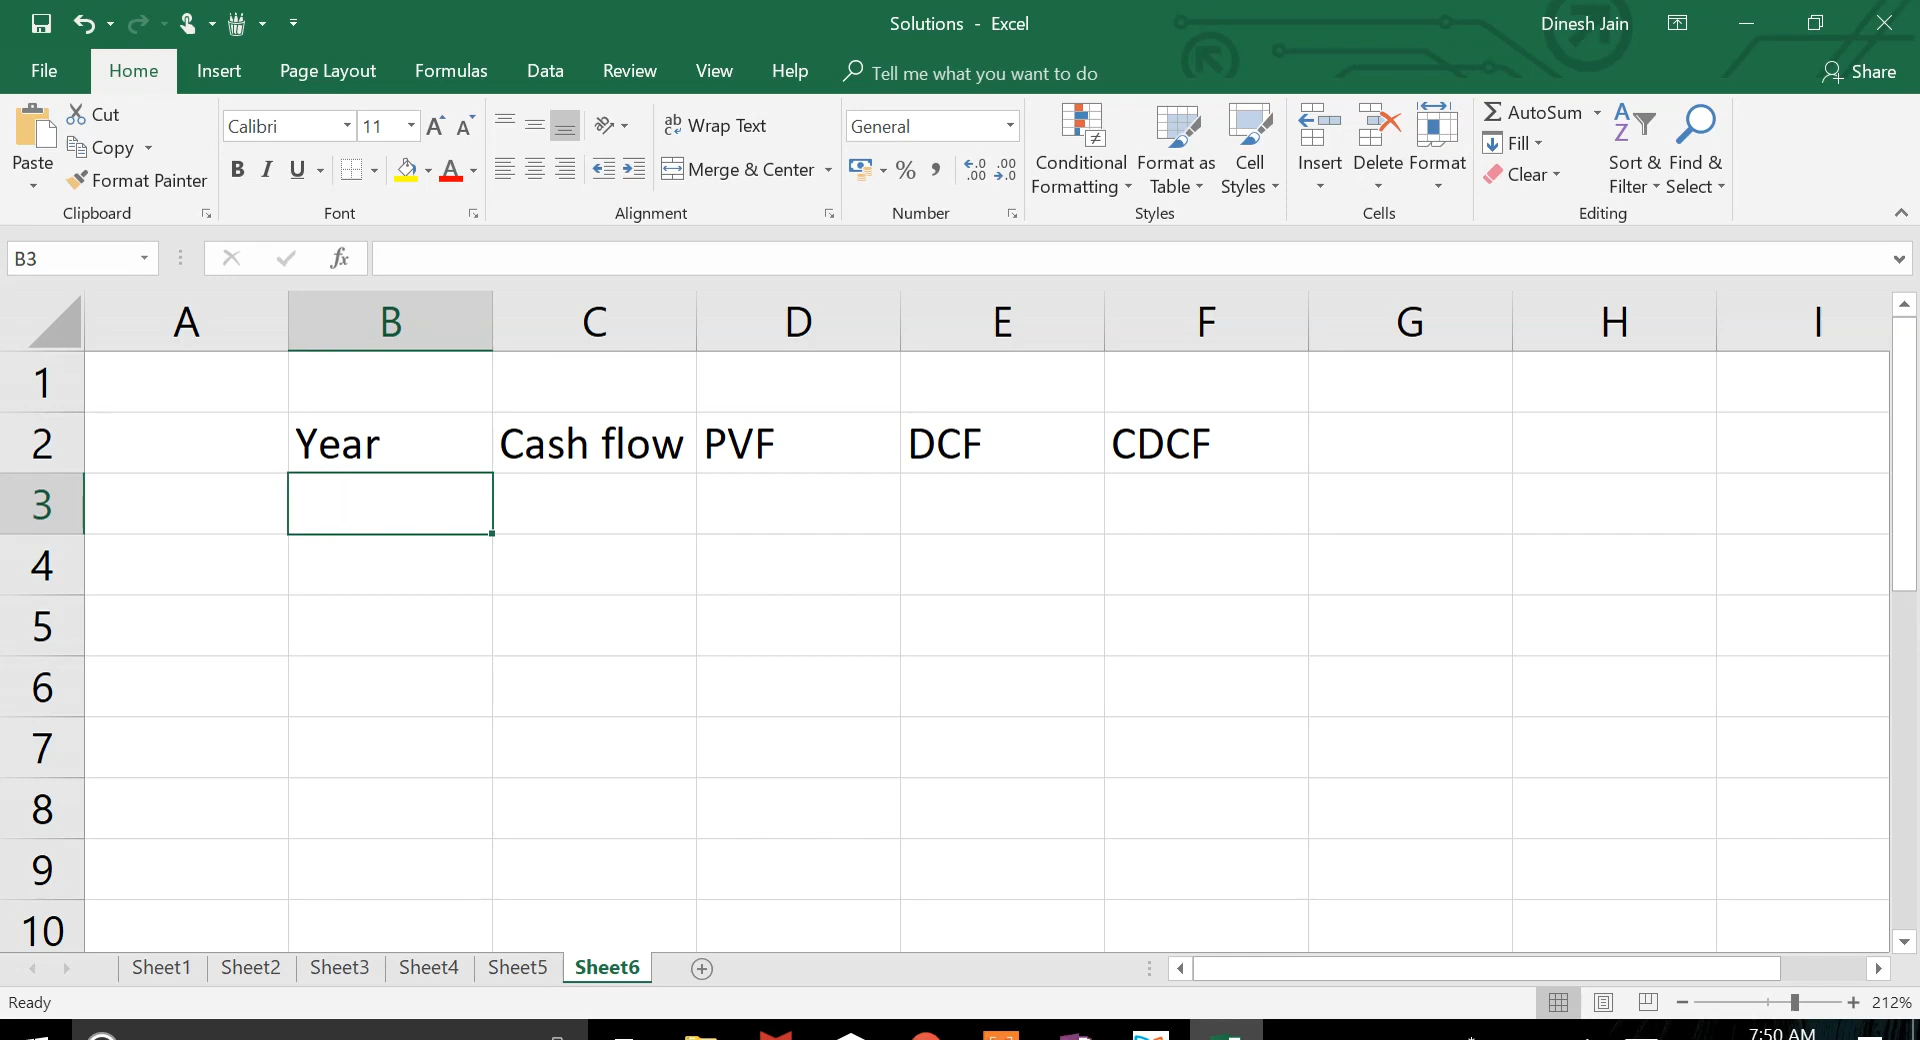 Solutions - Excel
Dinesh Jain
File Home Insert Page Layout Formulas Data Review View Help Tell me what you want to do Share
Paste
Cut
Copy
Format Painter
Clipboard
Calibri 11
B I U
Font
Wrap Text
Merge & Center
Alignment
General
Number
Conditional Formatting
Format as Table
Cell Styles
Styles
Insert Delete Format
Cells
AutoSum
Fill
Clear
Sort & Filter
Find & Select
Editing
B3 fx
A B C D E F G H I
1
2 Year Cash flow PVF DCF CDCF
3
4
5
6
7
8
9
10
Sheet1 Sheet2 Sheet3 Sheet4 Sheet5 Sheet6
Ready 212%
7:50 AM